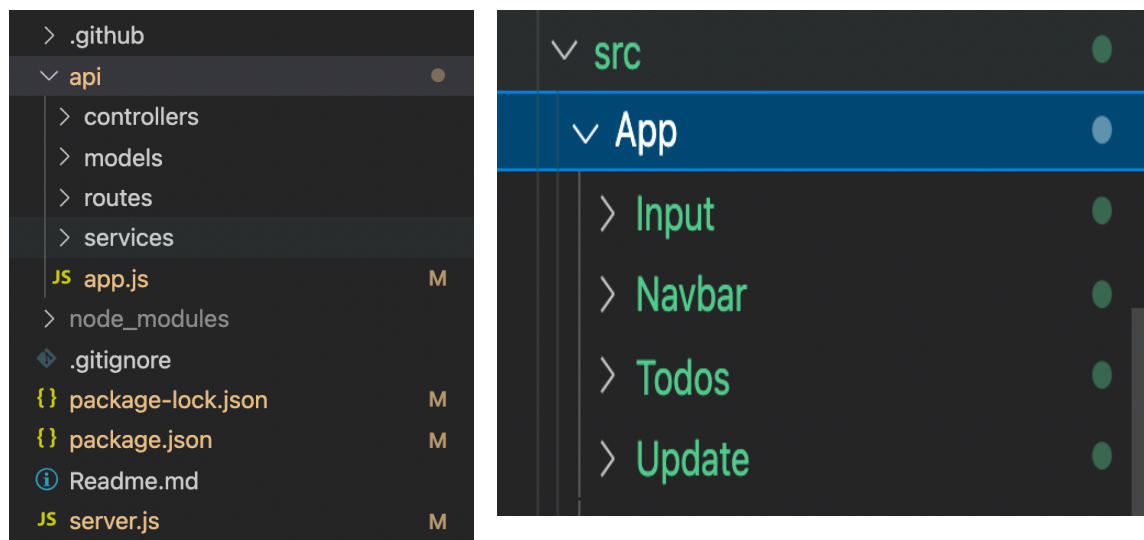 .github
api
controllers
models
routes
services
JS app.js M
node_modules
.gitignore
{} package-lock.json M
{} package.json M
Readme.md
JS server.js M
src
App
Input
Navbar
Todos
Update